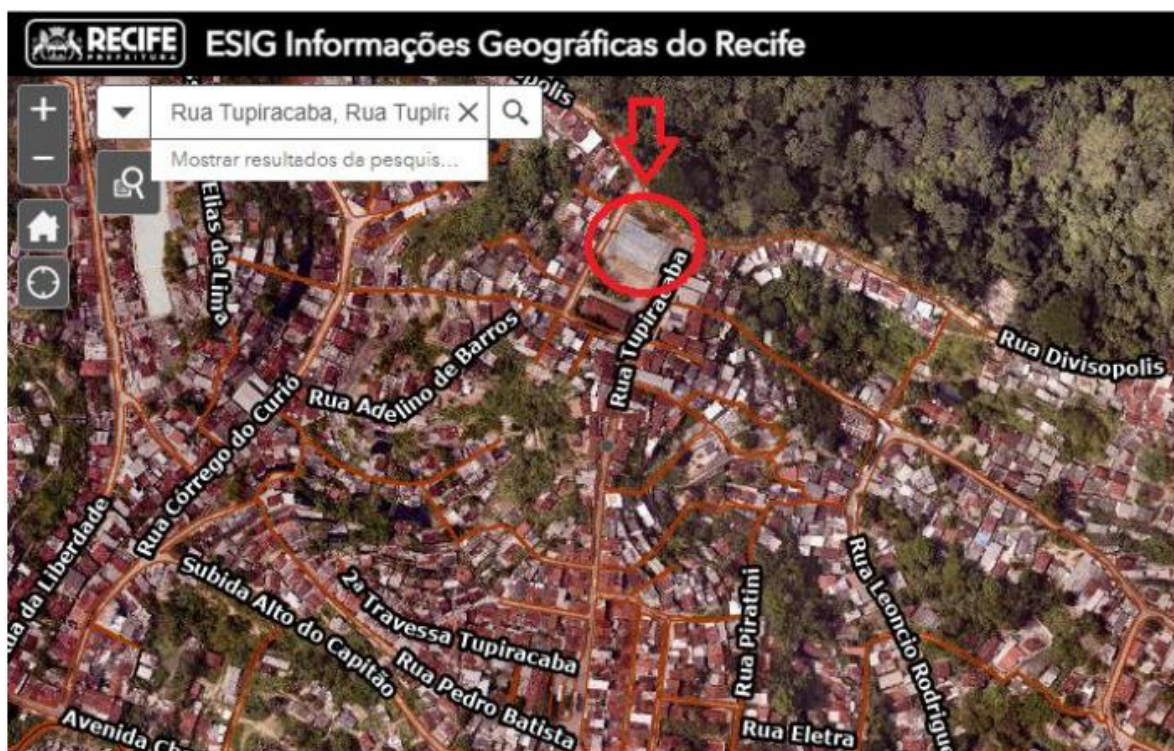 RECIFE
PREFEITURA
ESIG Informações Geográficas do Recife
+
Rua Tupiracaba, Rua Tupir
−
Mostrar resultados da pesquis...
Elias de Lima
Rua Tupiracaba
Rua Divisopolis
Rua Adelino de Barros
Rua Córrego do Curió
da Liberdade
Subida Alto do Capitão
2ª Travessa Tupiracaba
Rua Pedro Batista
Rua Piratini
Rua Leoncio Rodrigue
Rua Eletra
Avenida Ch